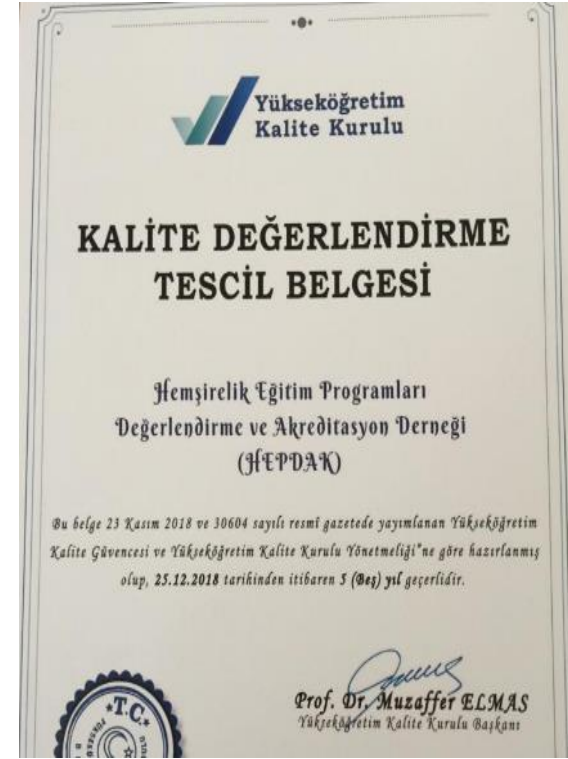 Yükseköğretim
Kalite Kurulu
KALİTE DEĞERLENDİRME
TESCİL BELGESİ
Hemşirelik Eğitim Programları
Değerlendirme ve Akreditasyon Derneği
(HEPDAK)
Bu belge 23 Kasım 2018 ve 30604 sayılı resmî gazetede yayımlanan Yükseköğretim
Kalite Güvencesi ve Yükseköğretim Kalite Kurulu Yönetmeliği"ne göre hazırlanmış
olup, 25.12.2018 tarihinden itibaren 5 (Beş) yıl geçerlidir.
Prof. Dr. Muzaffer ELMAS
Yükseköğretim Kalite Kurulu Başkanı
T.C.